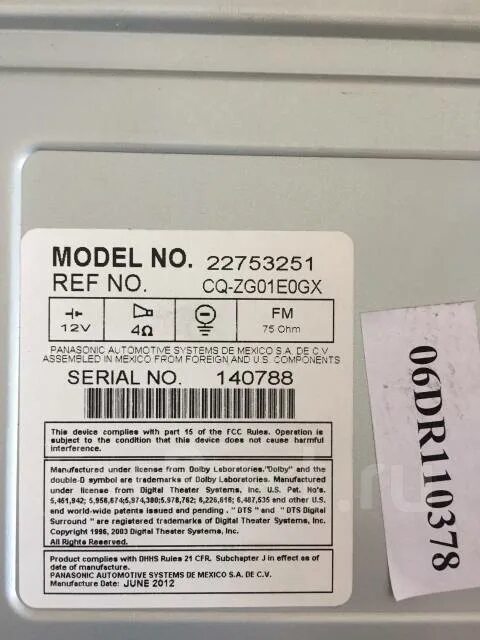 MODEL NO. 22753251
REF NO. CQ-ZG01E0GX
12V
4Ω
FM
75 Ohm
PANASONIC AUTOMOTIVE SYSTEMS DE MEXICO S.A. DE C.V
ASSEMBLED IN MEXICO FROM FOREIGN AND U.S. COMPONENTS
SERIAL NO. 140788
This device complies with part 15 of the FCC Rules. Operation is
subject to the condition that this device does not cause harmful
interference.
Manufactured under license from Dolby Laboratories."Dolby" and the
double-D symbol are trademarks of Dolby Laboratories. Manufactured
under license from Digital Theater Systems, Inc. U.S. Pat. No's.
5,461,942; 5,956,674;5,974,380;5,978,762; 6,226,616; 6,487,535 and other U.S.
and world-wide patents issued and pending . "DTS" and "DTS Digital
Surround" are registered trademarks of Digital Theater Systems, Inc.
Copyright 1996, 2003 Digital Theater Systems, Inc.
All Rights Reserved.
Product complies with DHHS Rules 21 CFR. Subchapter J in effect as of
date of manufacture.
PANASONIC AUTOMOTIVE SYSTEMS DE MEXICO S.A. DE C.V.
Manufacture Date: JUNE 2012
06DR110378